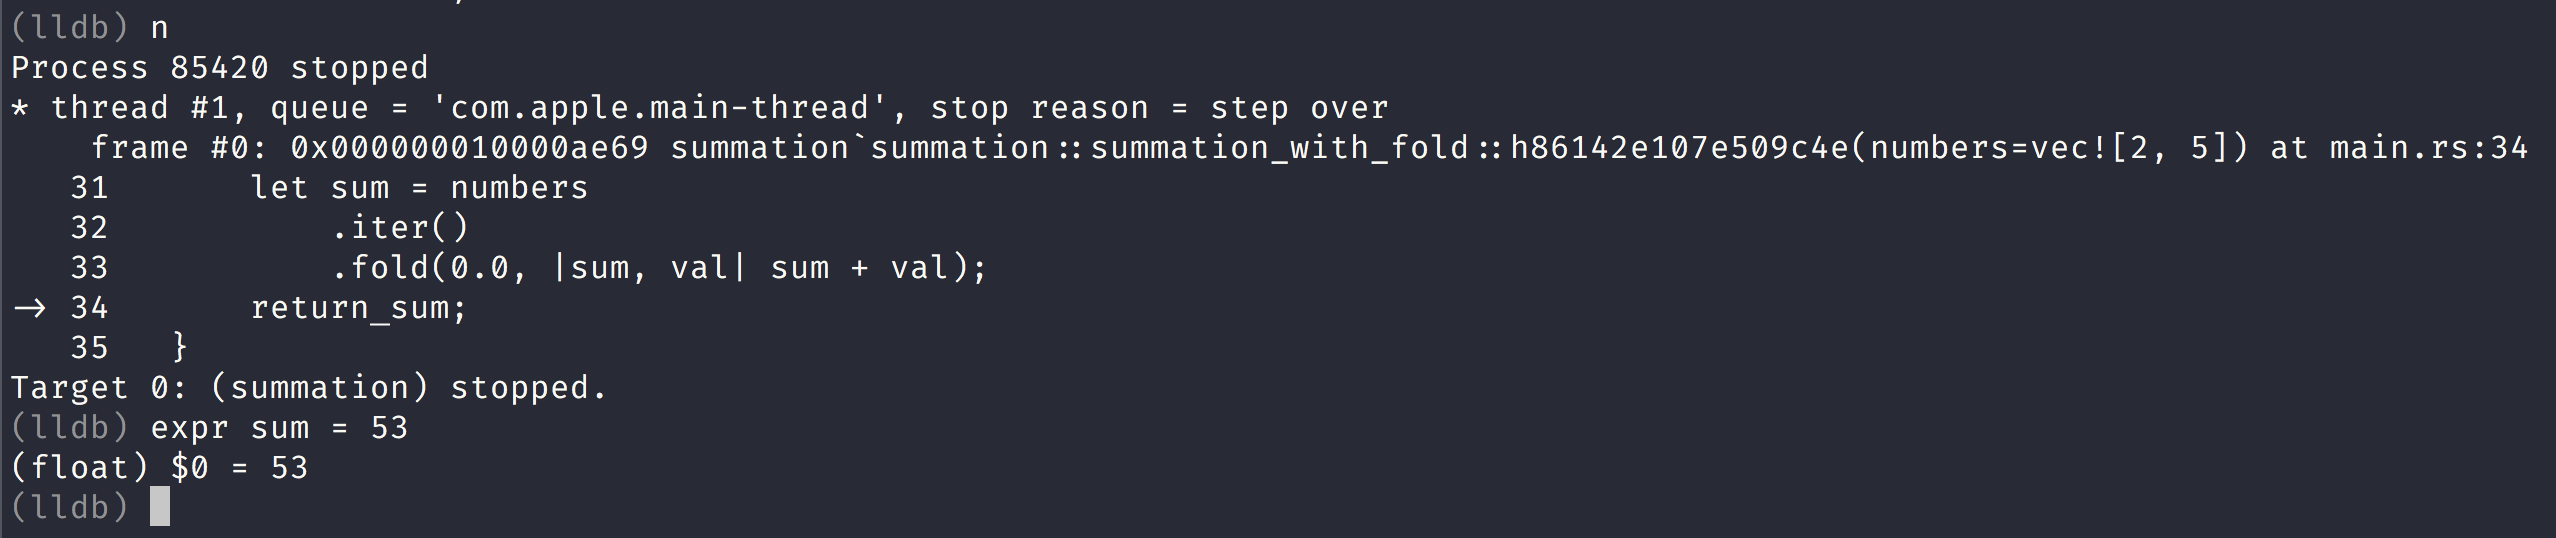 (lldb) n
Process 85420 stopped
* thread #1, queue = 'com.apple.main-thread', stop reason = step over
    frame #0: 0x000000010000ae69 summation`summation::summation_with_fold::h86142e107e509c4e(numbers=vec![2, 5]) at main.rs:34
   31       let sum = numbers
   32           .iter()
   33           .fold(0.0, |sum, val| sum + val);
-> 34       return_sum;
   35   }
Target 0: (summation) stopped.
(lldb) expr sum = 53
(float) $0 = 53
(lldb)